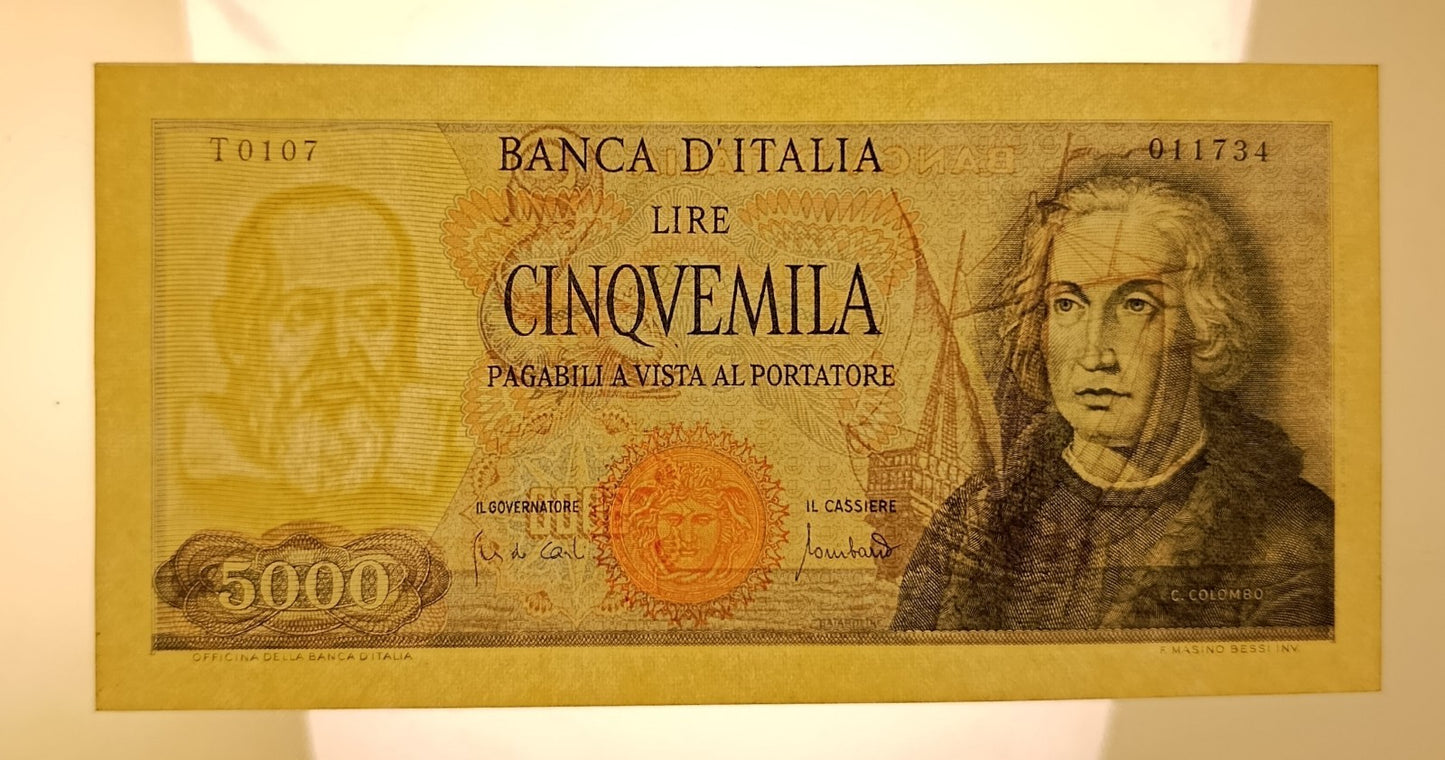 T0107
BANCA D'ITALIA
011734
LIRE
CINQVEMILA
PAGABILI A VISTA AL PORTATORE
IL GOVERNATORE
IL CASSIERE
5000
C. COLOMBO
OFFICINA DELLA BANCA D'ITALIA
F. MASINO BESSI INV.